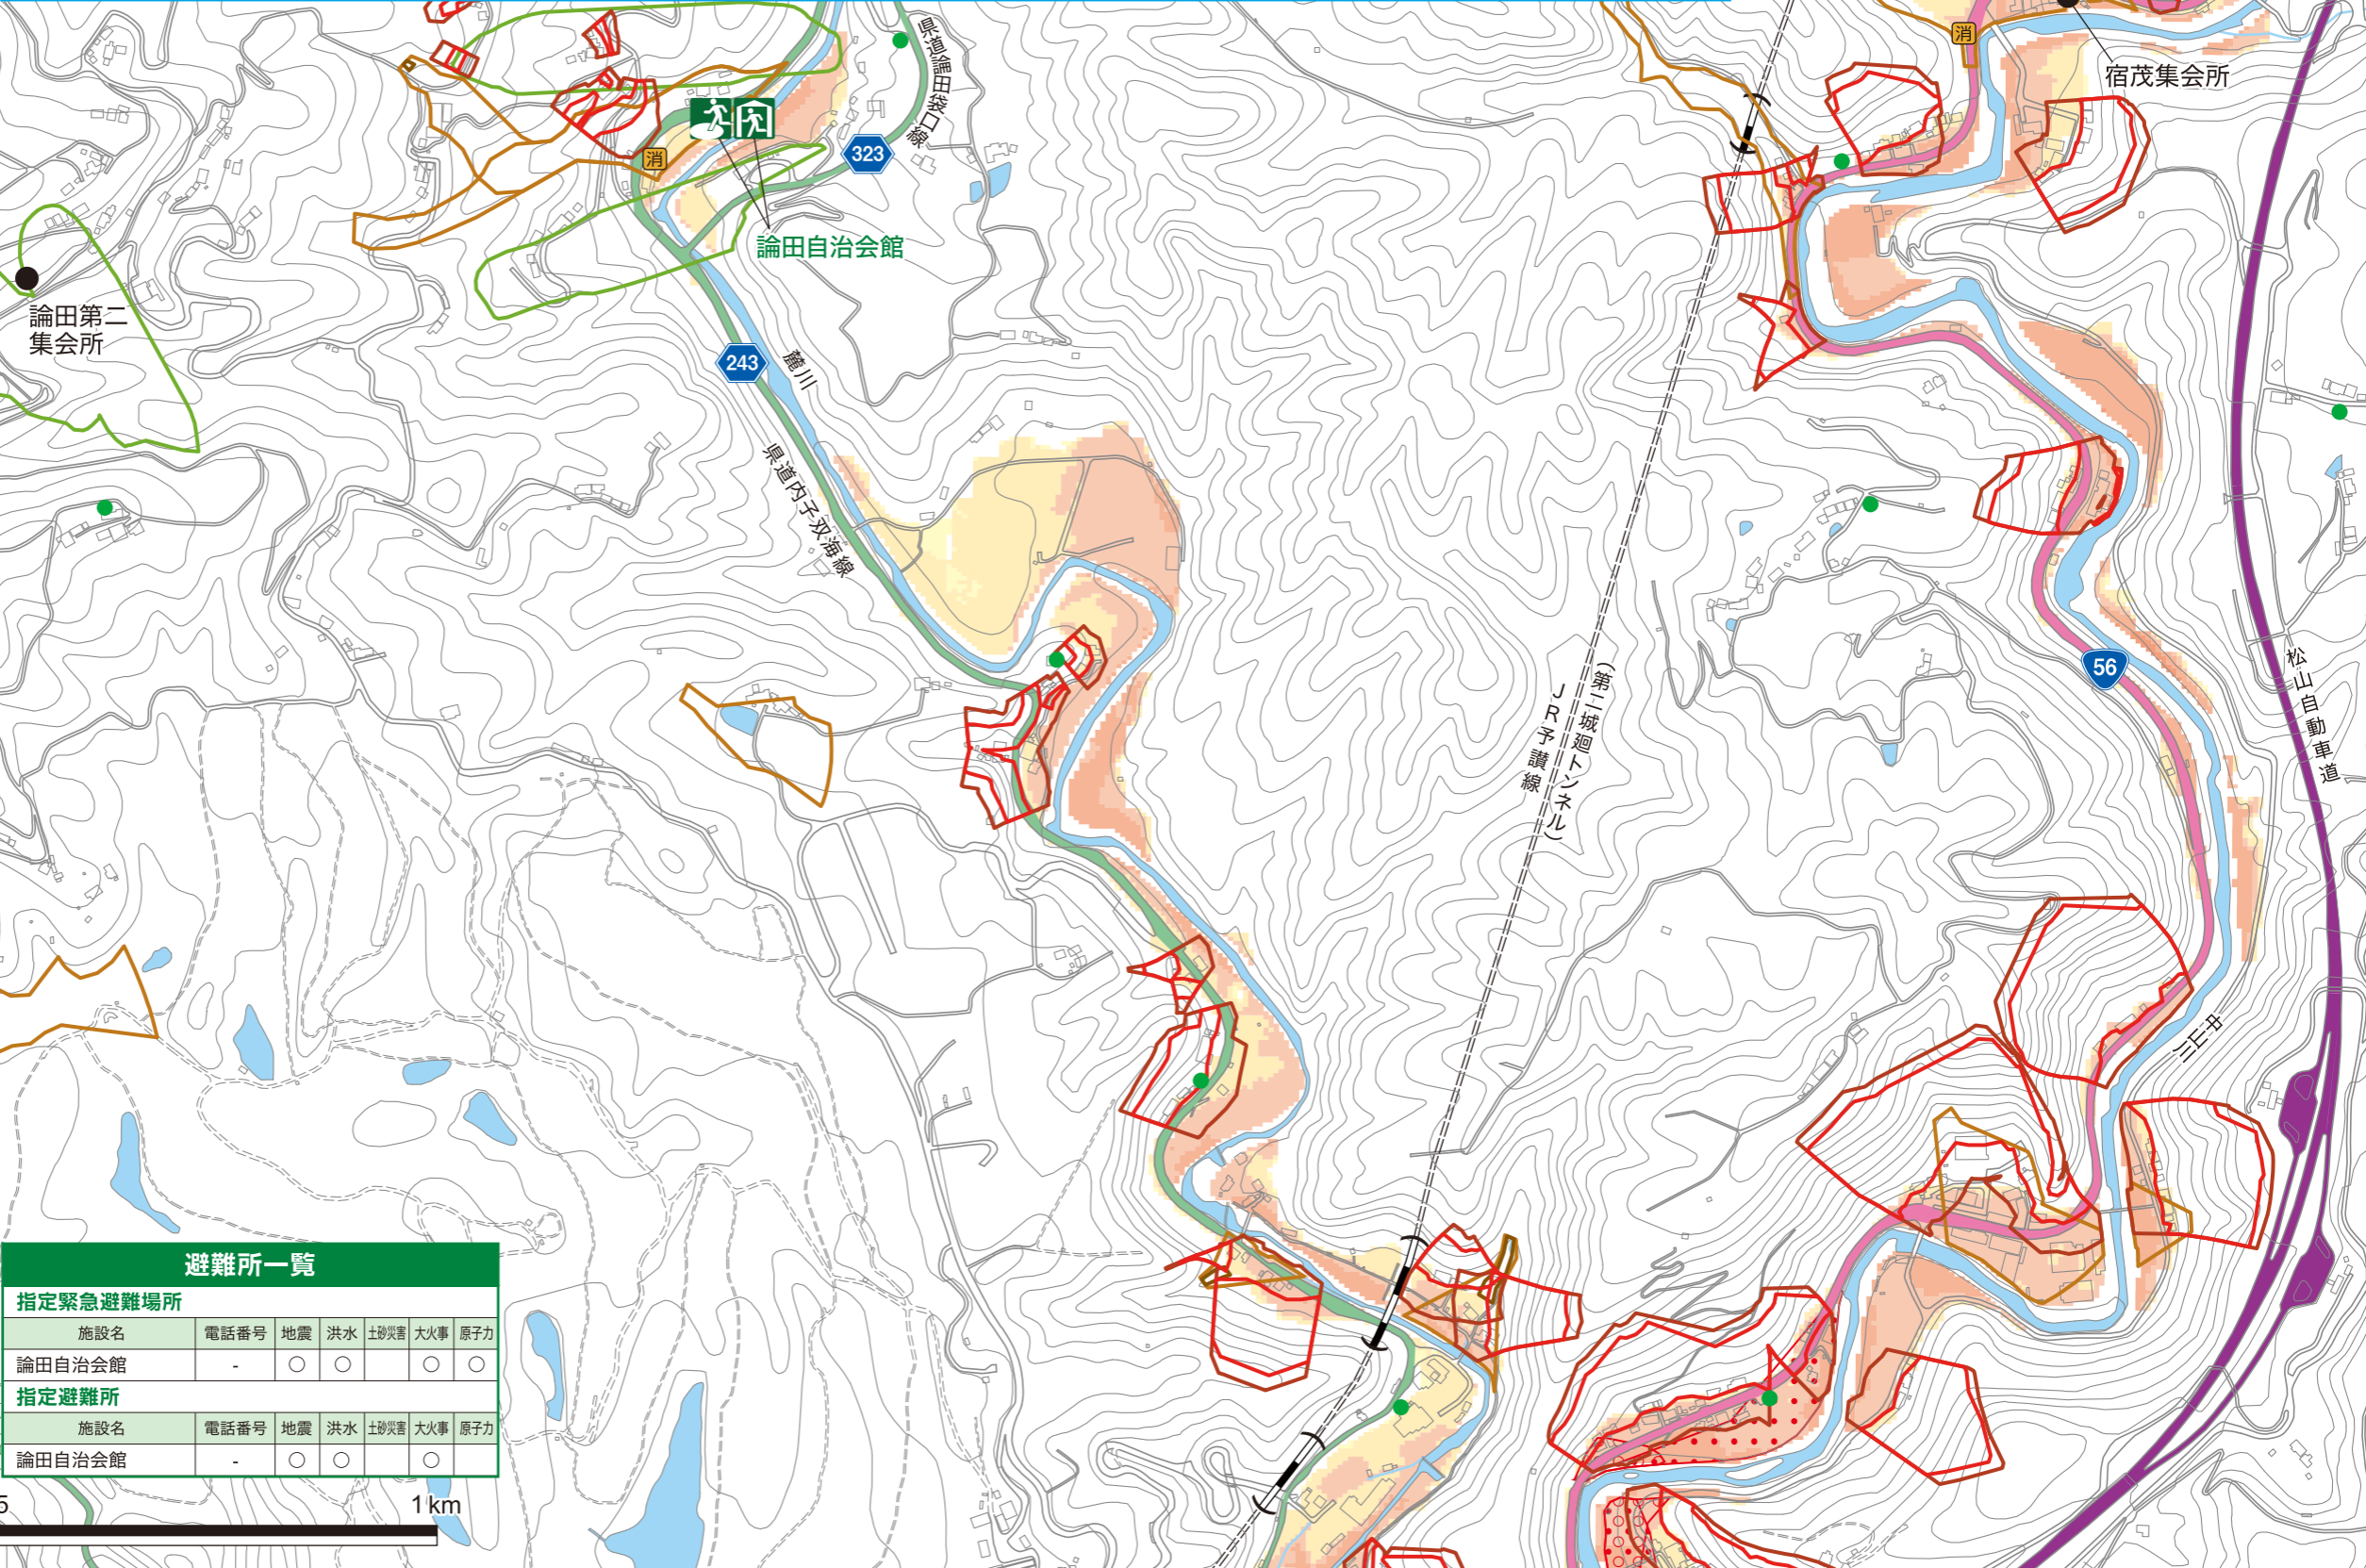 県道論田袋口線
消
宿茂集会所
消
323
論田自治会館
論田第二
集会所
243
麓川
県道内子双海線
56
松山自動車道
(第二城廻トンネル)
JR予讃線
中山川
避難所一覧
指定緊急避難場所
施設名 電話番号 地震 洪水 土砂災害 大火事 原子力
論田自治会館 - ○ ○ ○ ○
指定避難所
施設名 電話番号 地震 洪水 土砂災害 大火事 原子力
論田自治会館 - ○ ○ ○
5 1km